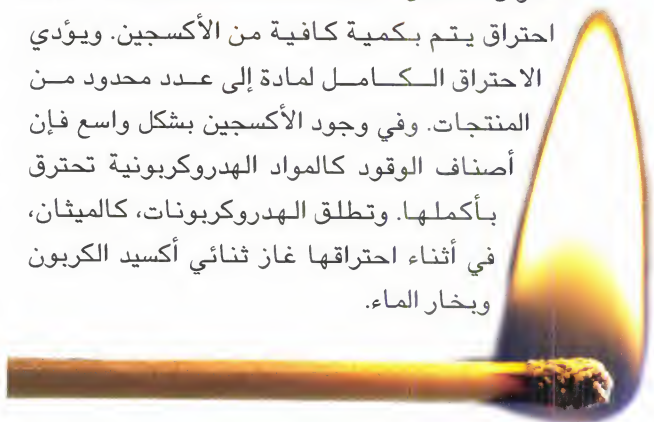 احتراق يتم بكمية كافية من الأكسجين. ويؤدي
الاحتراق الكامل لمادة إلى عدد محدود من
المنتجات. وفي وجود الأكسجين بشكل واسع فإن
أصناف الوقود كالمواد الهدروكربونية تحترق
بأكملها. وتطلق الهدروكربونات، كالميثان،
في أثناء احتراقها غاز ثنائي أكسيد الكربون
وبخار الماء.